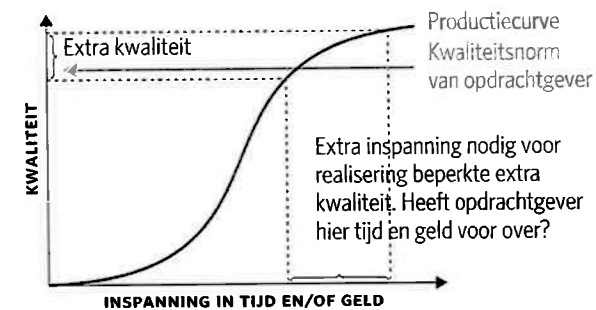 Productiecurve
Extra kwaliteit
Kwaliteitsnorm
van opdrachtgever
KWALITEIT
Extra inspanning nodig voor
realisering beperkte extra
kwaliteit. Heeft opdrachtgever
hier tijd en geld voor over?
INSPANNING IN TIJD EN/OF GELD